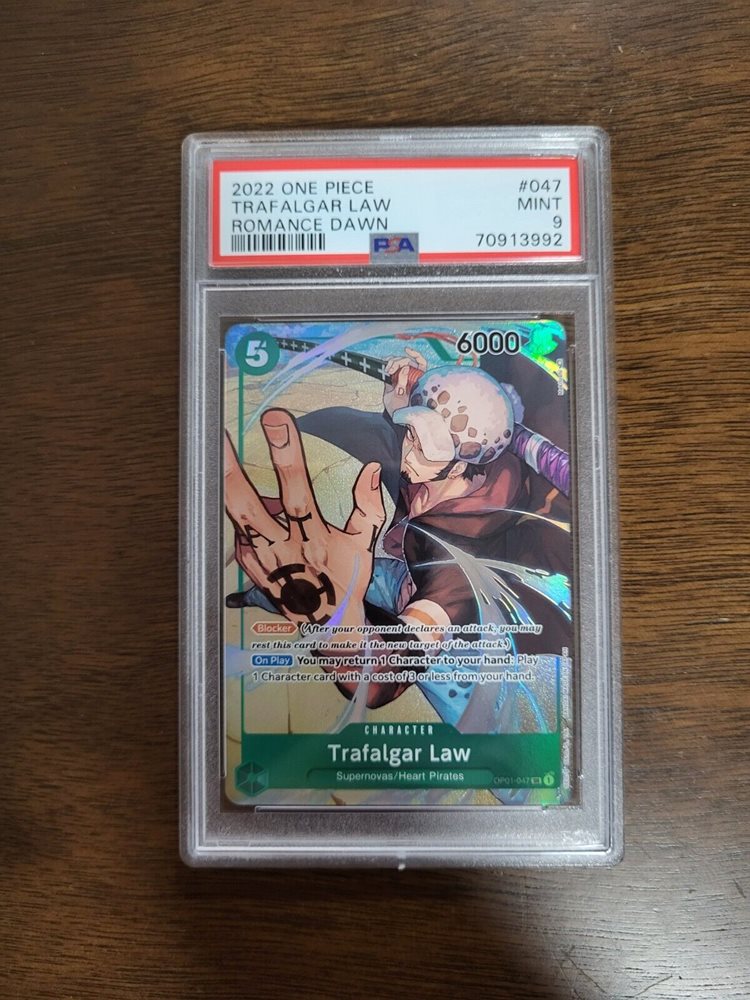 2022 ONE PIECE #047
TRAFALGAR LAW MINT
ROMANCE DAWN 9
PSA 70913992
5 6000
Blocker (After your opponent declares an attack, you may
rest this card to make it the new target of the attack.)
On Play You may return 1 Character to your hand: Play
1 Character card with a cost of 3 or less from your hand.
CHARACTER
Trafalgar Law
Supernovas/Heart Pirates
OP01-047 SR 1